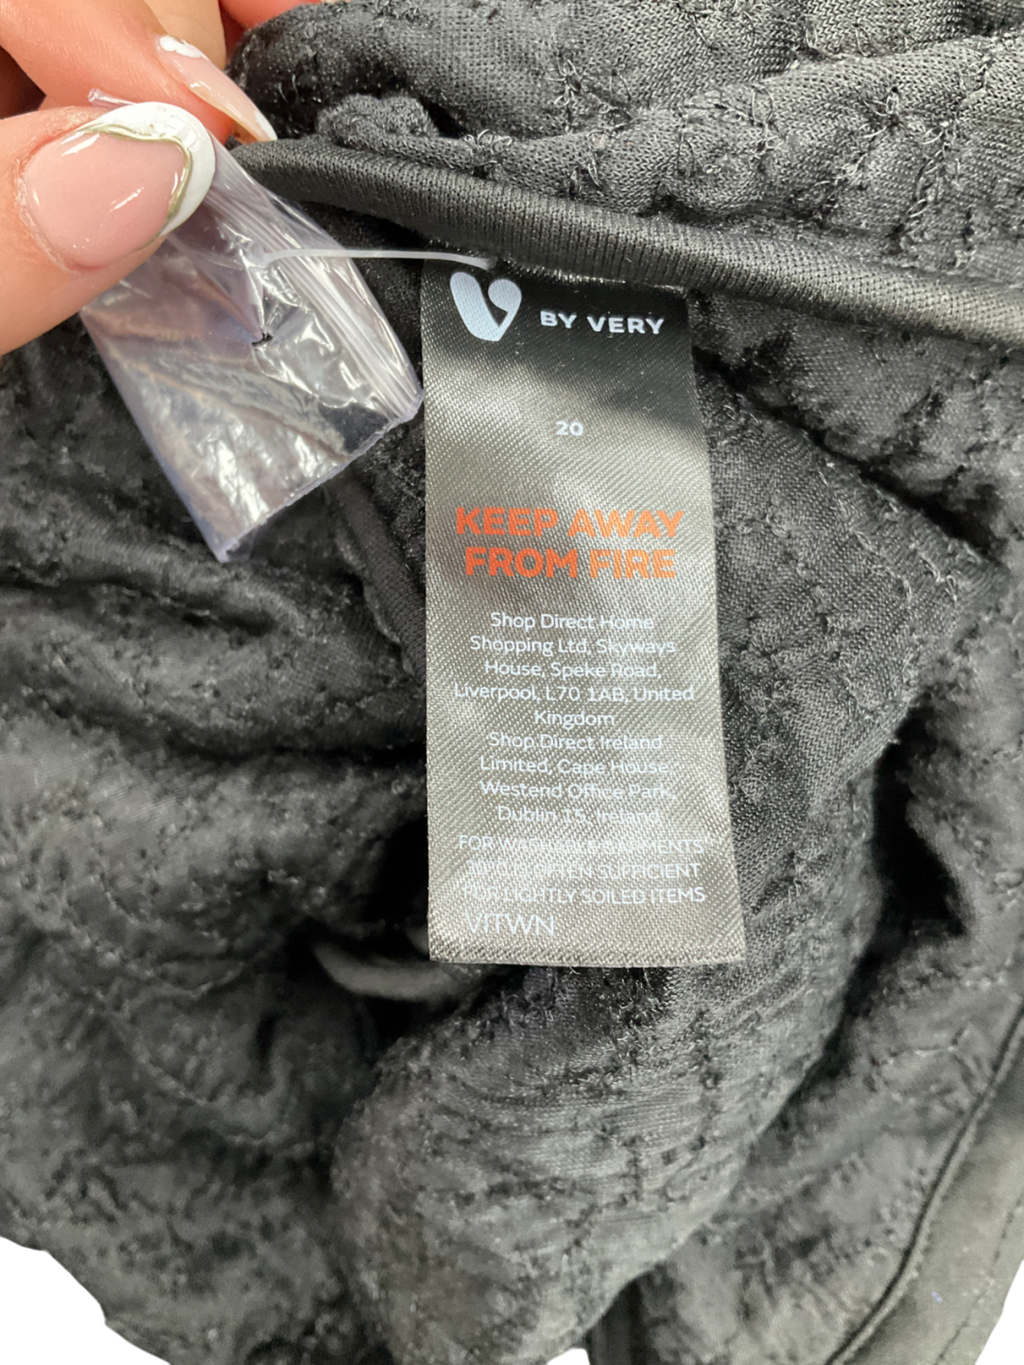 BY VERY
20
KEEP AWAY
FROM FIRE
Shop Direct Home
Shopping Ltd, Skyways
House, Speke Road,
Liverpool, L70 1AB, United
Kingdom
Shop Direct Ireland
Limited, Cape House,
Westend Office Park,
Dublin 15, Ireland
FOR WASHABLE GARMENTS
OFTEN SUFFICIENT
FOR LIGHTLY SOILED ITEMS
VITWN